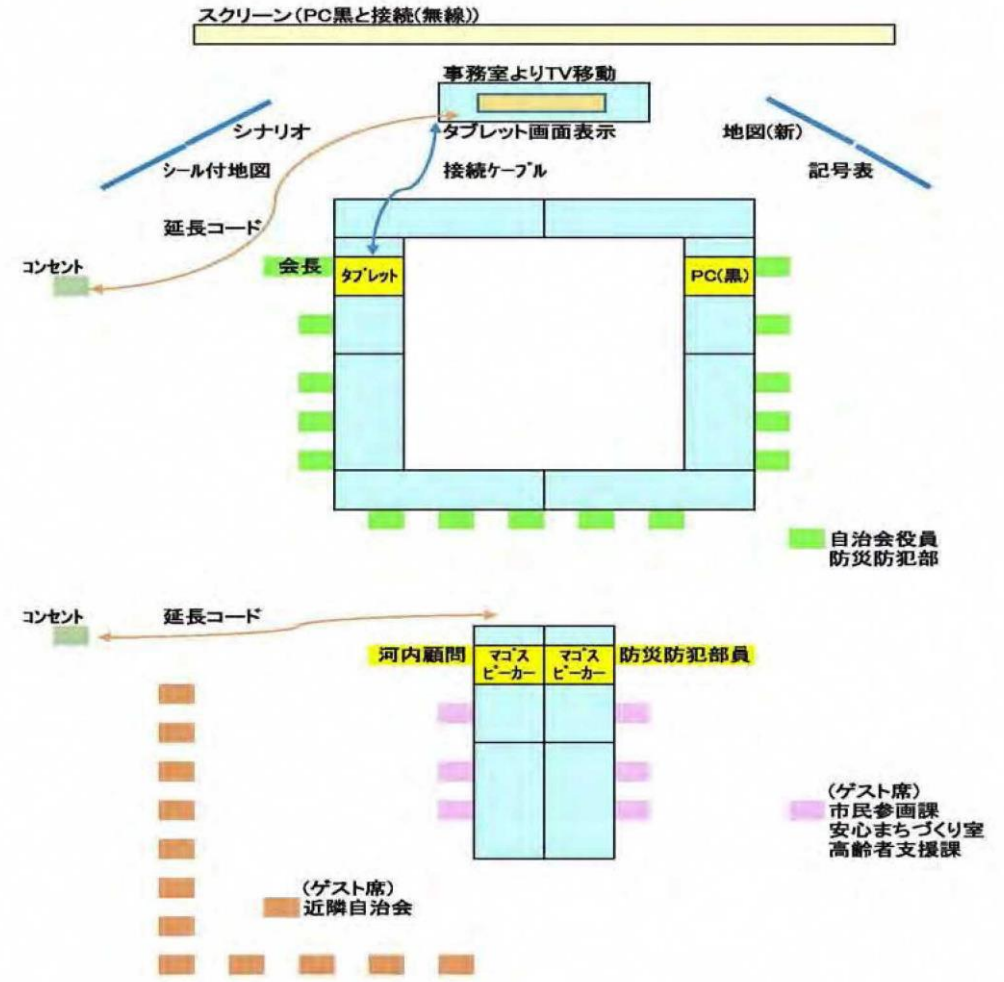 スクリーン(PC黒と接続(無線))
事務室よりTV移動
シナリオ
タブレット画面表示
地図(新)
シール付地図
接続ケーブル
記号表
延長コード
コンセント
会長
タブレット
PC(黒)
自治会役員
防災防犯部
コンセント
延長コード
河内顧問
マゴス
ピーカー
マゴス
ピーカー
防災防犯部員
(ゲスト席)
市民参画課
安心まちづくり室
高齢者支援課
(ゲスト席)
近隣自治会